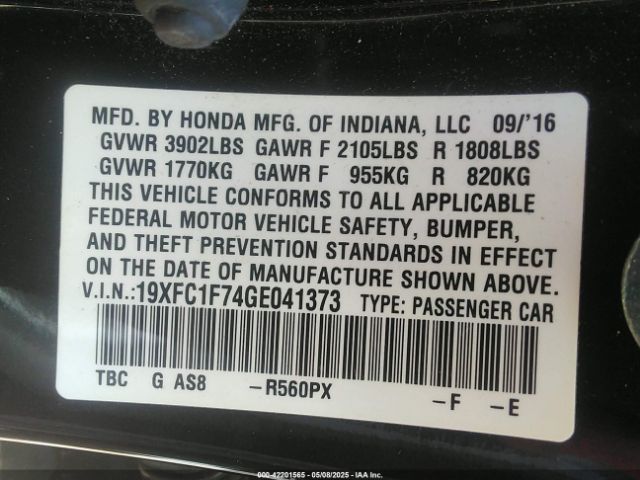 MFD. BY HONDA MFG. OF INDIANA, LLC 09/'16
GVWR 3902LBS GAWR F 2105LBS R 1808LBS
GVWR 1770KG GAWR F 955KG R 820KG
THIS VEHICLE CONFORMS TO ALL APPLICABLE
FEDERAL MOTOR VEHICLE SAFETY, BUMPER,
AND THEFT PREVENTION STANDARDS IN EFFECT
ON THE DATE OF MANUFACTURE SHOWN ABOVE.
V.I.N.:19XFC1F74GE041373 TYPE: PASSENGER CAR
TBC G AS8 –R560PX –F –E
000-42201565 - 05/08/2025 - IAA Inc.